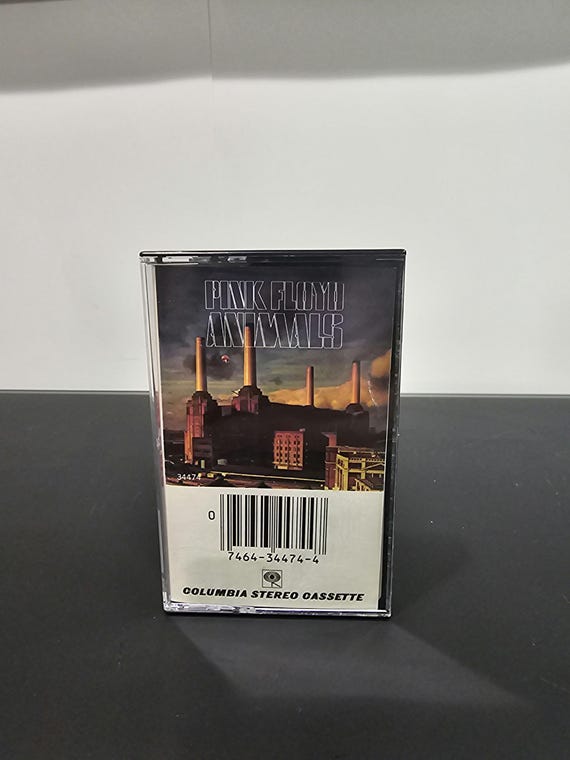 PINK FLOYD
ANIMALS
34474
0
7464-34474-4
COLUMBIA STEREO CASSETTE